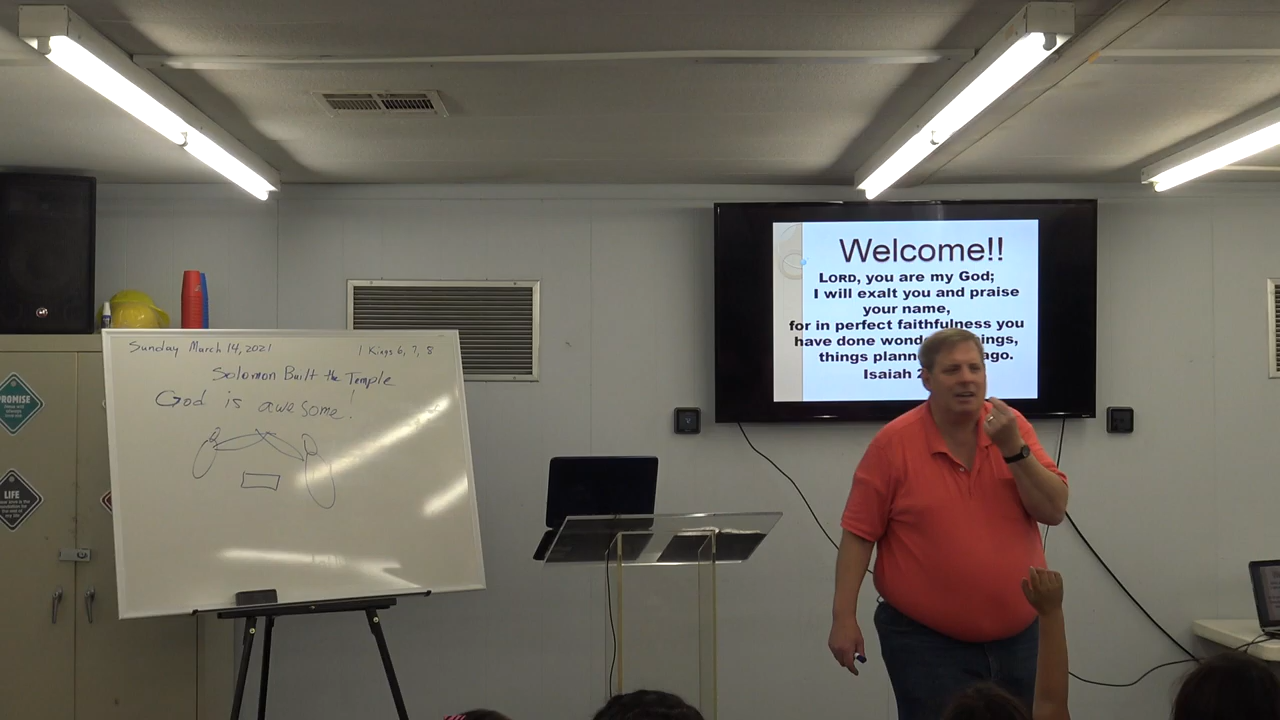 Sunday March 14, 2021
1 Kings 6, 7, 8
Solomon Built the Temple
God is awesome!
PROMISE
LIFE
Welcome!!
LORD, you are my God;
I will exalt you and praise
your name,
for in perfect faithfulness you
have done
things,
Isaiah